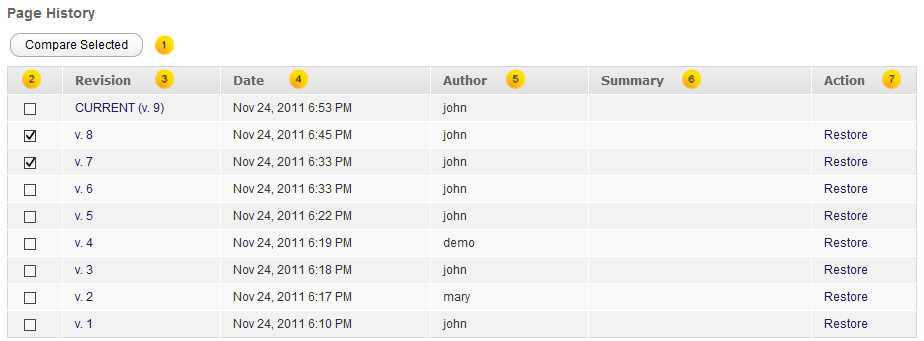 Page History
Compare Selected 1
2 Revision 3 Date 4 Author 5 Summary 6 Action 7
CURRENT (v. 9) Nov 24, 2011 6:53 PM john
v. 8 Nov 24, 2011 6:45 PM john Restore
v. 7 Nov 24, 2011 6:33 PM john Restore
v. 6 Nov 24, 2011 6:33 PM john Restore
v. 5 Nov 24, 2011 6:22 PM john Restore
v. 4 Nov 24, 2011 6:19 PM demo Restore
v. 3 Nov 24, 2011 6:18 PM john Restore
v. 2 Nov 24, 2011 6:17 PM mary Restore
v. 1 Nov 24, 2011 6:10 PM john Restore